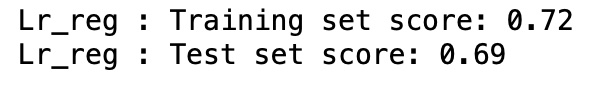 Lr_reg : Training set score: 0.72
Lr_reg : Test set score: 0.69